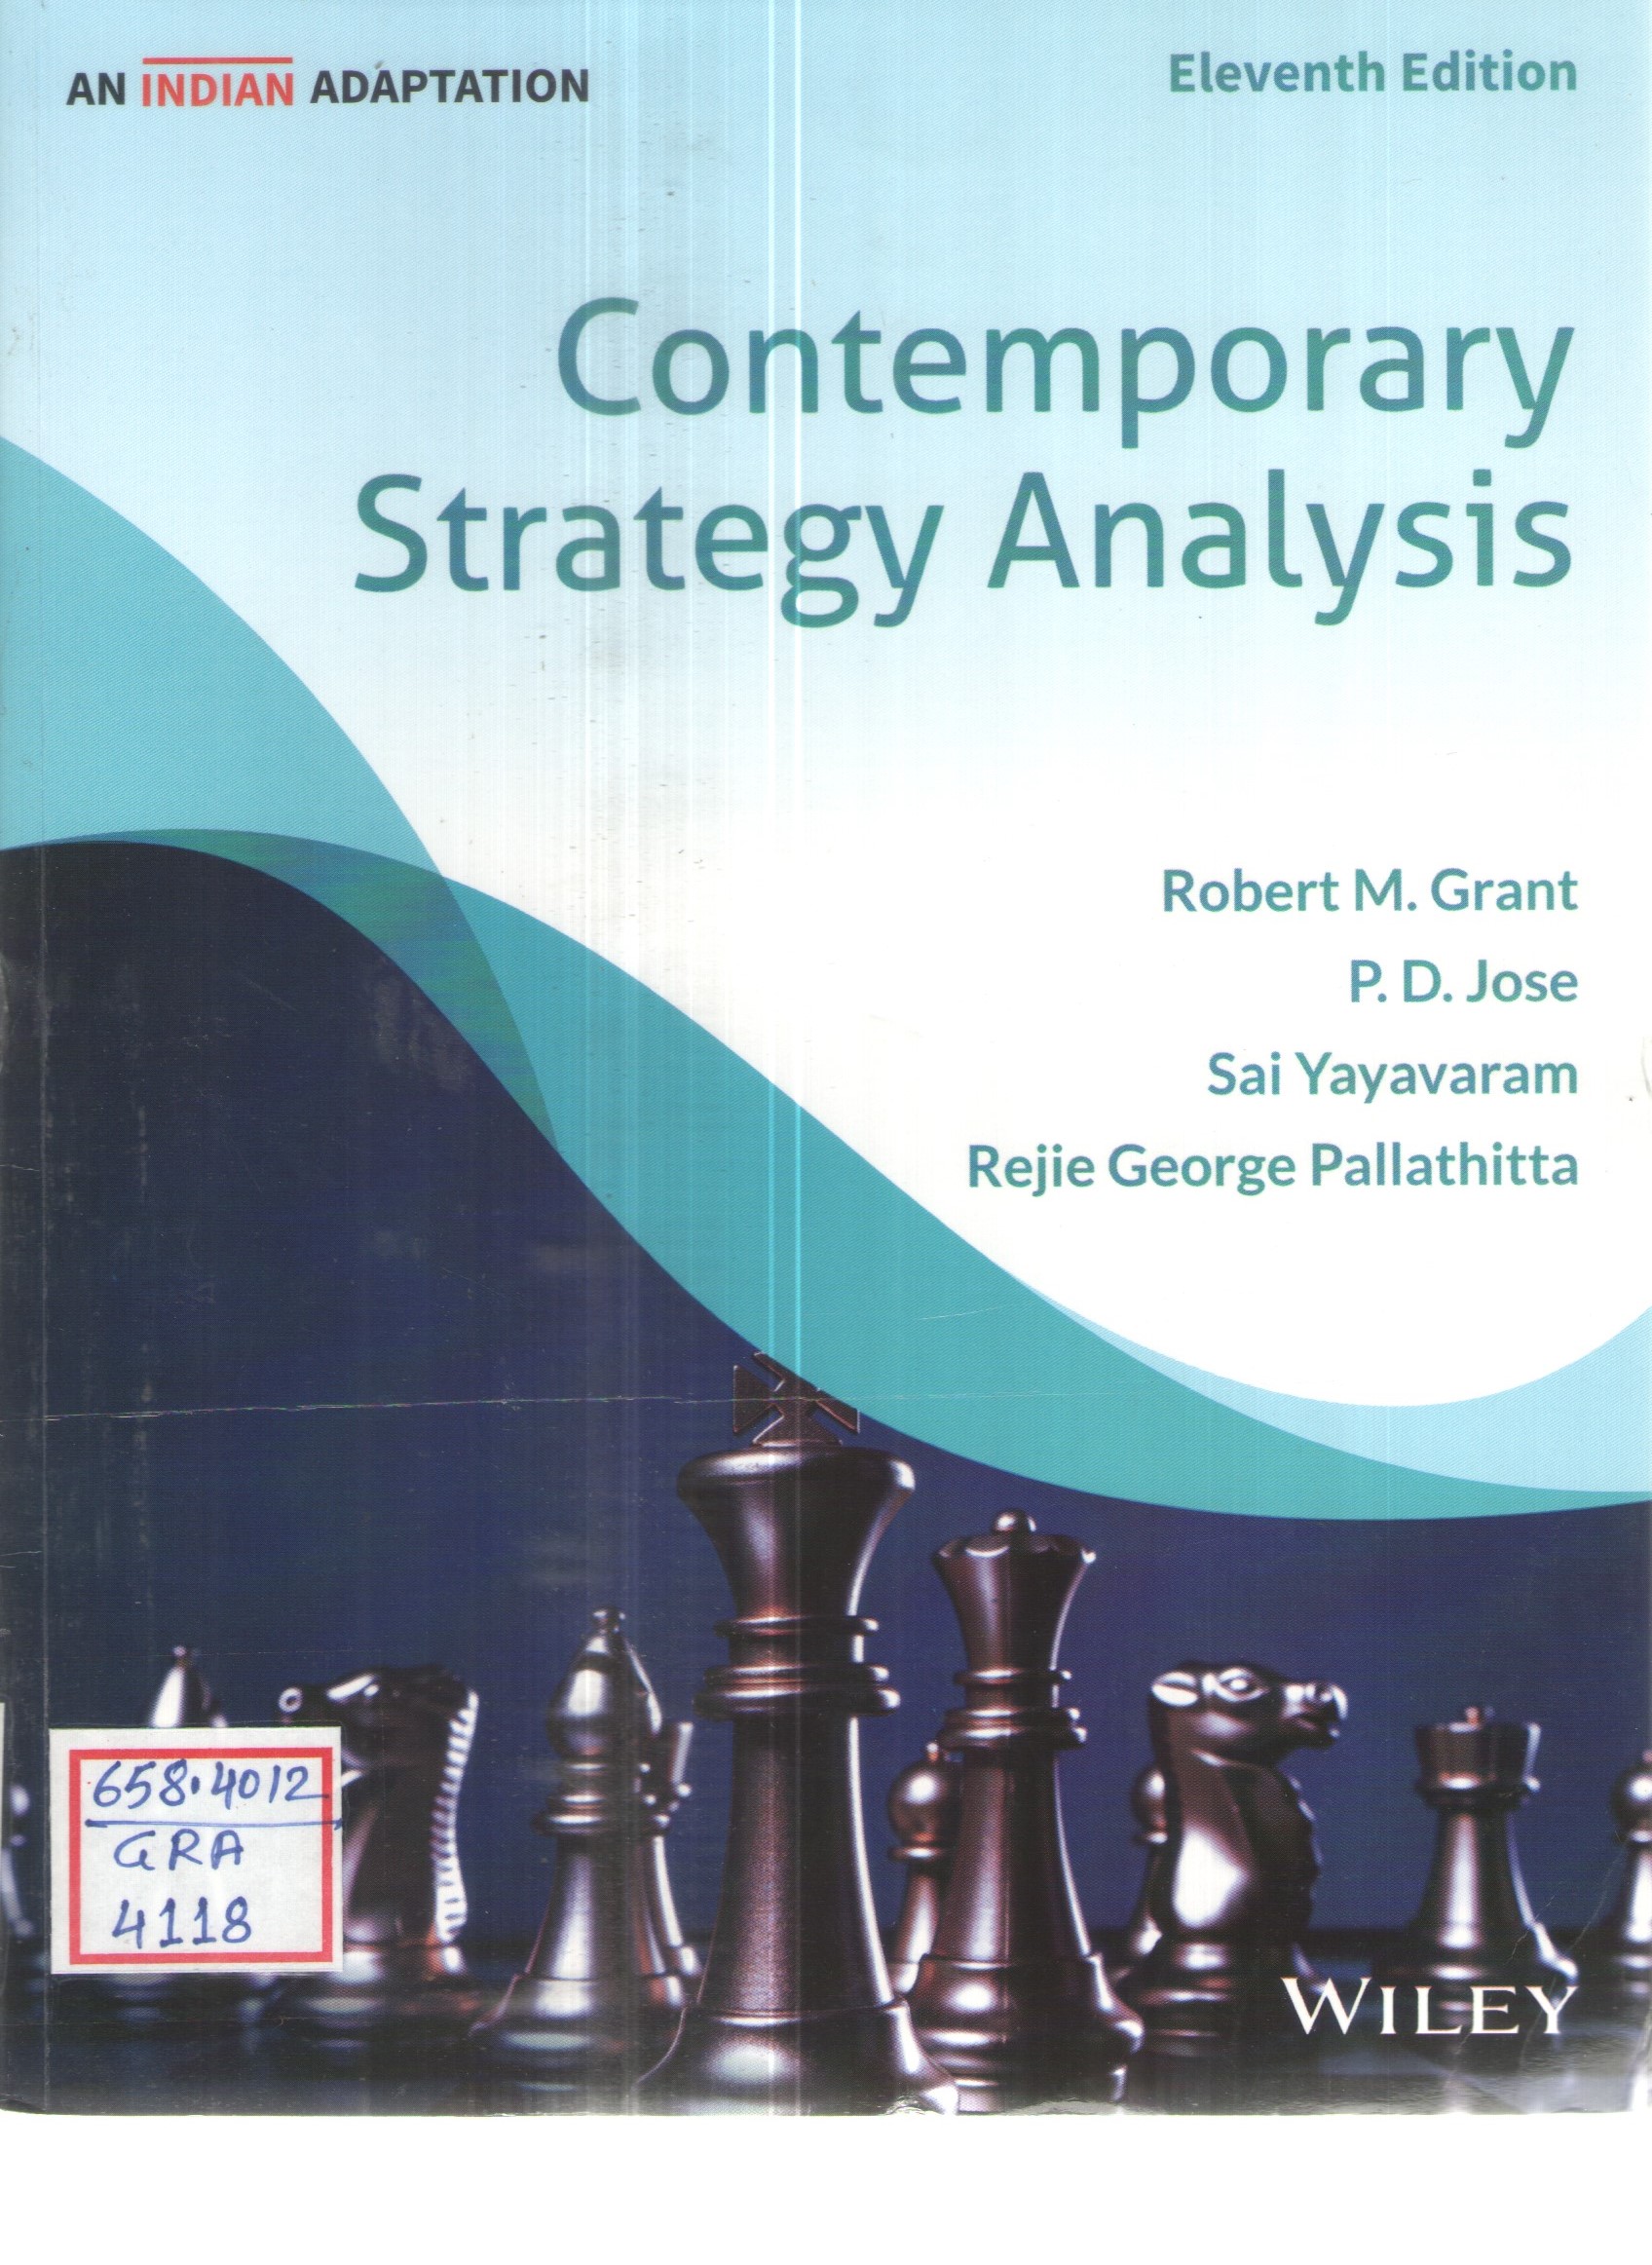 AN INDIAN ADAPTATION
Eleventh Edition
Contemporary
Strategy Analysis
Robert M. Grant
P. D. Jose
Sai Yayavaram
Rejie George Pallathitta
658.4012
GRA
4118
WILEY